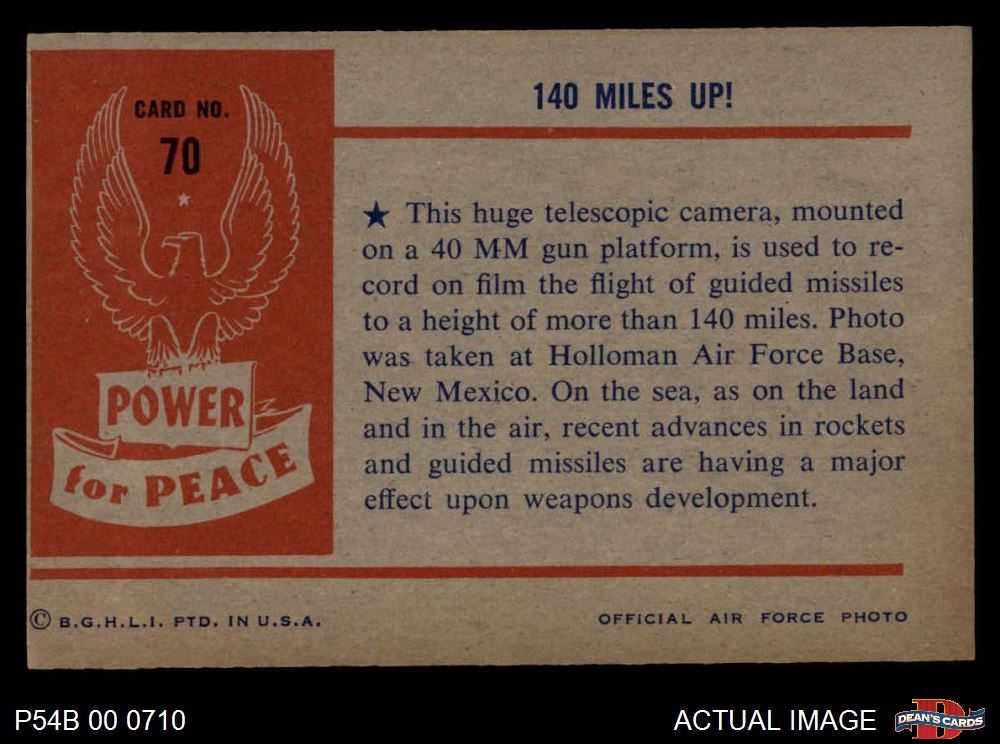 CARD NO.
70
POWER
for PEACE
140 MILES UP!
★ This huge telescopic camera, mounted
on a 40 MM gun platform, is used to re-
cord on film the flight of guided missiles
to a height of more than 140 miles. Photo
was taken at Holloman Air Force Base,
New Mexico. On the sea, as on the land
and in the air, recent advances in rockets
and guided missiles are having a major
effect upon weapons development.
© B.G.H.L.I. PTD. IN U.S.A.
OFFICIAL AIR FORCE PHOTO
P54B 00 0710
ACTUAL IMAGE
D
DEAN'S CARDS